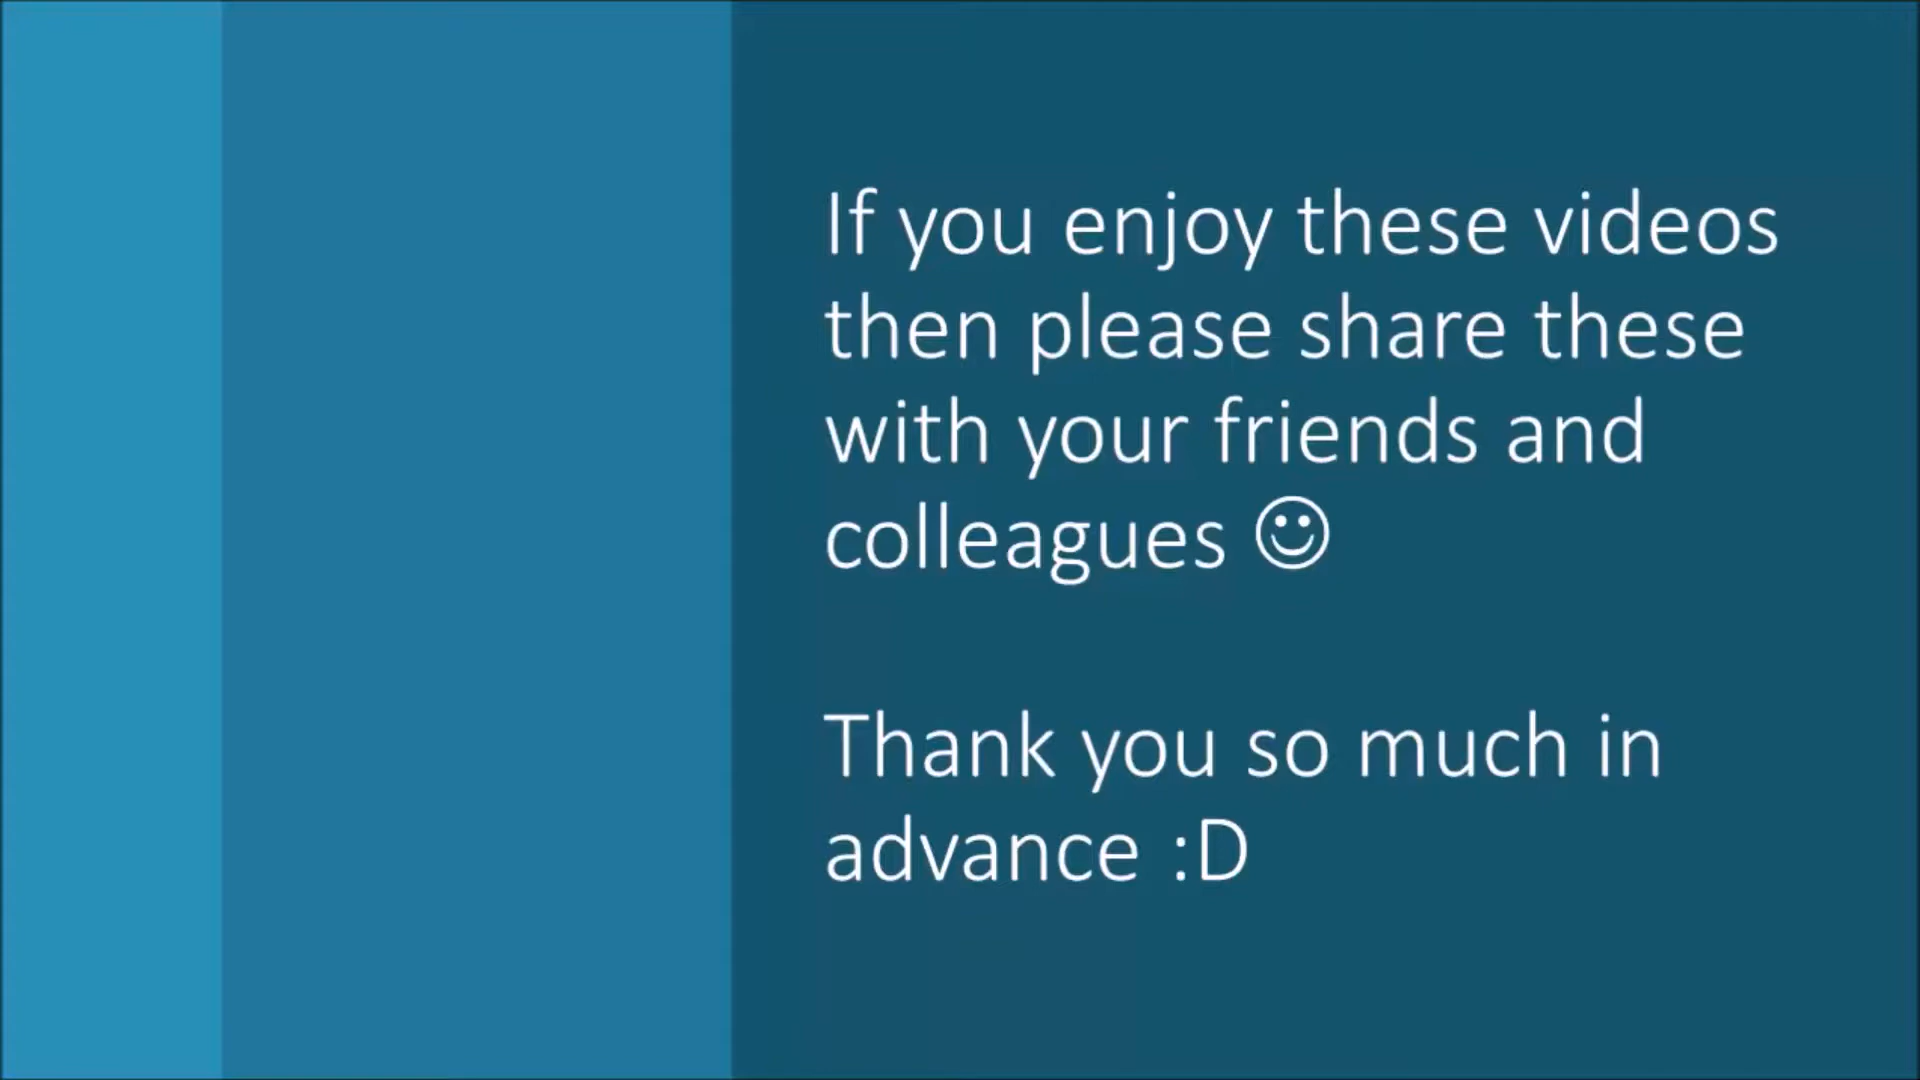 If you enjoy these videos
then please share these
with your friends and
colleagues ☺
Thank you so much in
advance :D